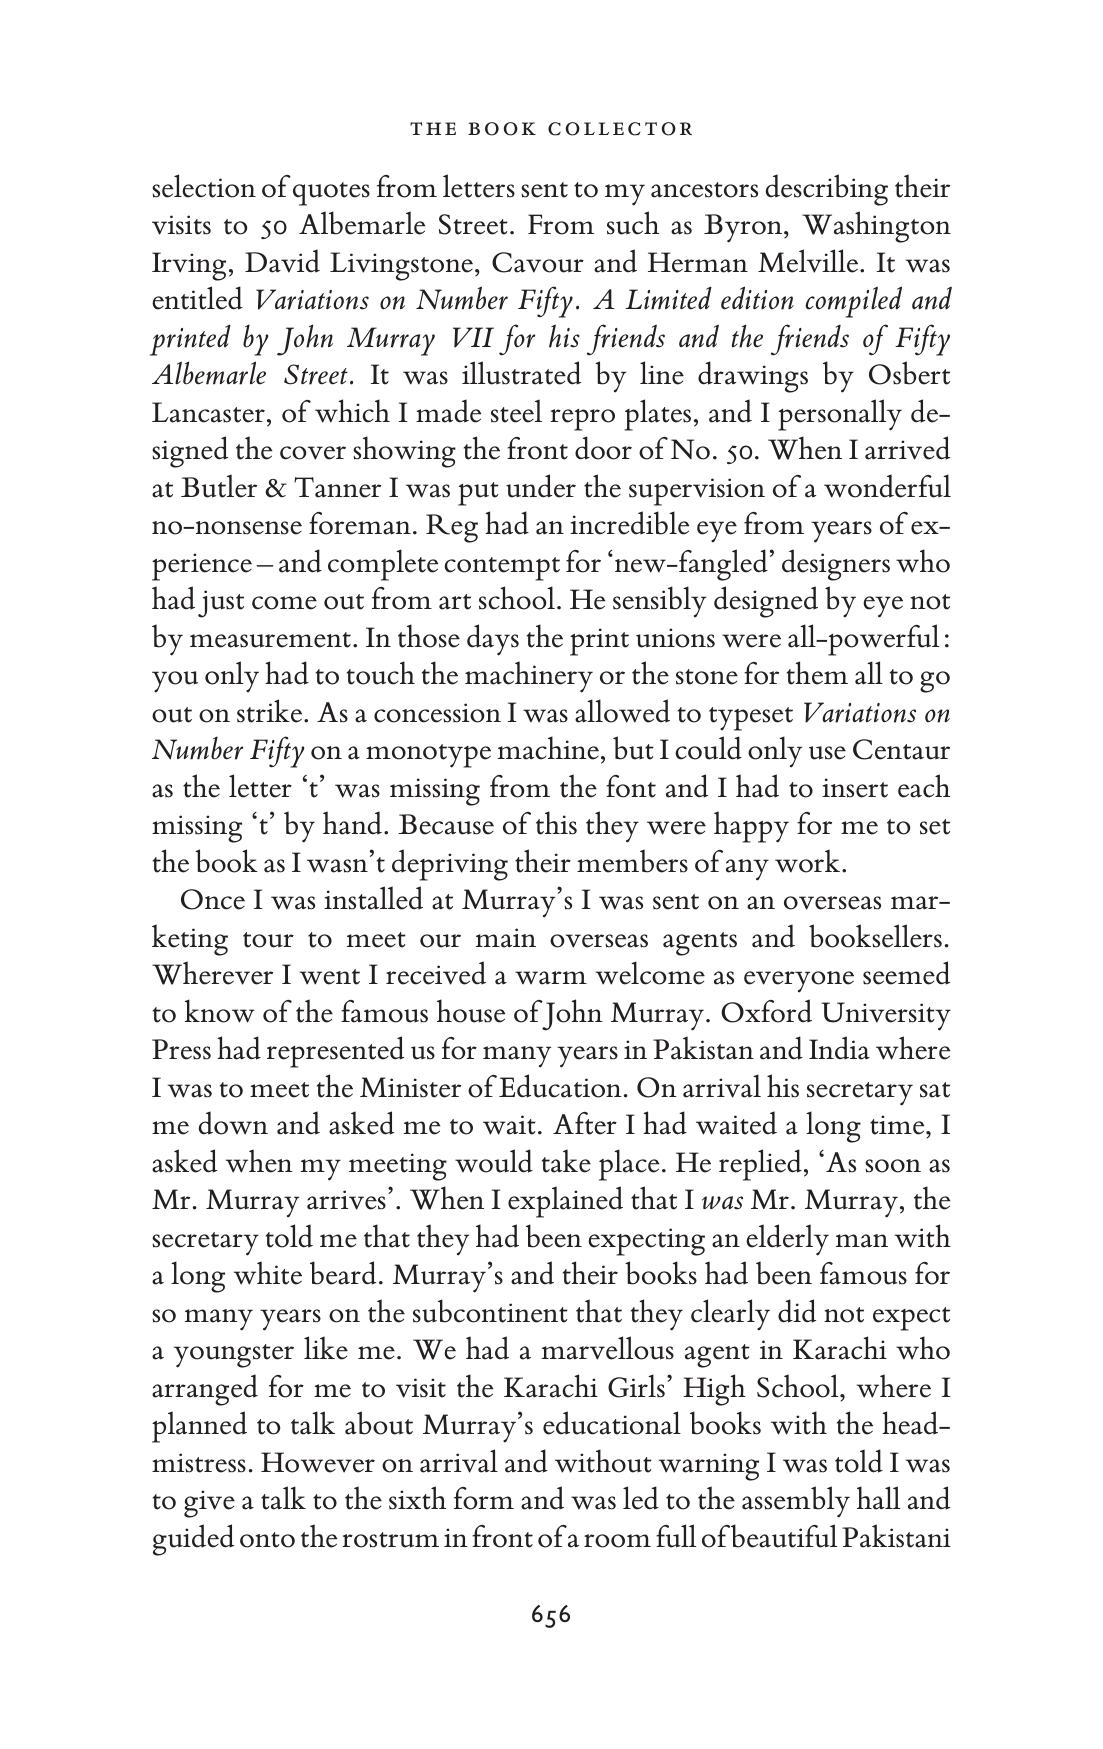 THE BOOK COLLECTOR
selection of quotes from letters sent to my ancestors describing their
visits to 50 Albemarle Street. From such as Byron, Washington
Irving, David Livingstone, Cavour and Herman Melville. It was
entitled Variations on Number Fifty. A Limited edition compiled and
printed by John Murray VII for his friends and the friends of Fifty
Albemarle Street. It was illustrated by line drawings by Osbert
Lancaster, of which I made steel repro plates, and I personally de-
signed the cover showing the front door of No. 50. When I arrived
at Butler & Tanner I was put under the supervision of a wonderful
no-nonsense foreman. Reg had an incredible eye from years of ex-
perience – and complete contempt for ‘new-fangled’ designers who
had just come out from art school. He sensibly designed by eye not
by measurement. In those days the print unions were all-powerful:
you only had to touch the machinery or the stone for them all to go
out on strike. As a concession I was allowed to typeset Variations on
Number Fifty on a monotype machine, but I could only use Centaur
as the letter ‘t’ was missing from the font and I had to insert each
missing ‘t’ by hand. Because of this they were happy for me to set
the book as I wasn’t depriving their members of any work.
Once I was installed at Murray’s I was sent on an overseas mar-
keting tour to meet our main overseas agents and booksellers.
Wherever I went I received a warm welcome as everyone seemed
to know of the famous house of John Murray. Oxford University
Press had represented us for many years in Pakistan and India where
I was to meet the Minister of Education. On arrival his secretary sat
me down and asked me to wait. After I had waited a long time, I
asked when my meeting would take place. He replied, ‘As soon as
Mr. Murray arrives’. When I explained that I was Mr. Murray, the
secretary told me that they had been expecting an elderly man with
a long white beard. Murray’s and their books had been famous for
so many years on the subcontinent that they clearly did not expect
a youngster like me. We had a marvellous agent in Karachi who
arranged for me to visit the Karachi Girls’ High School, where I
planned to talk about Murray’s educational books with the head-
mistress. However on arrival and without warning I was told I was
to give a talk to the sixth form and was led to the assembly hall and
guided onto the rostrum in front of a room full of beautiful Pakistani
656